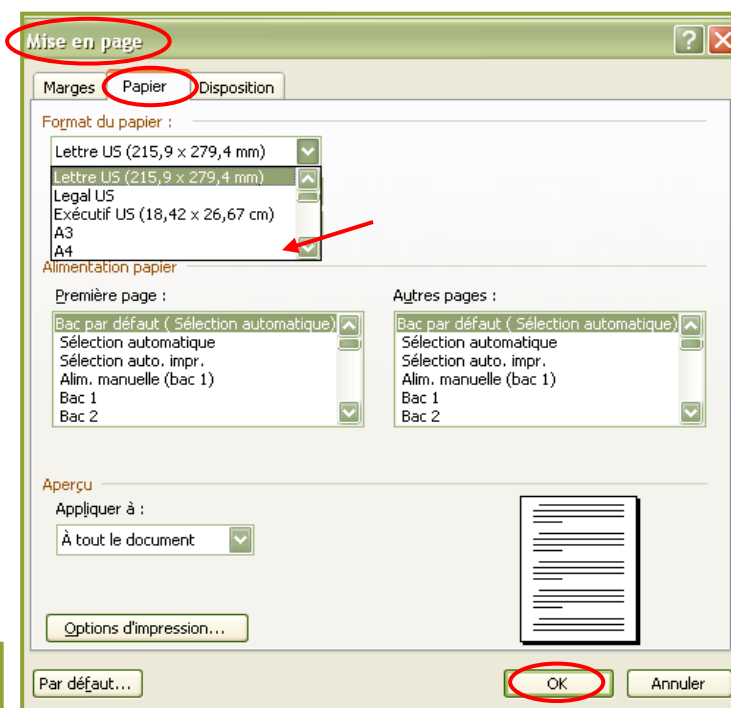 Mise en page
Marges Papier Disposition
Format du papier :
Lettre US (215,9 x 279,4 mm)
Lettre US (215,9 x 279,4 mm)
Legal US
Exécutif US (18,42 x 26,67 cm)
A3
A4
Alimentation papier
Première page : Autres pages :
Bac par défaut ( Sélection automatique) Bac par défaut ( Sélection automatique)
Sélection automatique Sélection automatique
Sélection auto. impr. Sélection auto. impr.
Alim. manuelle (bac 1) Alim. manuelle (bac 1)
Bac 1 Bac 1
Bac 2 Bac 2
Aperçu
Appliquer à :
À tout le document
Options d'impression...
Par défaut... OK Annuler